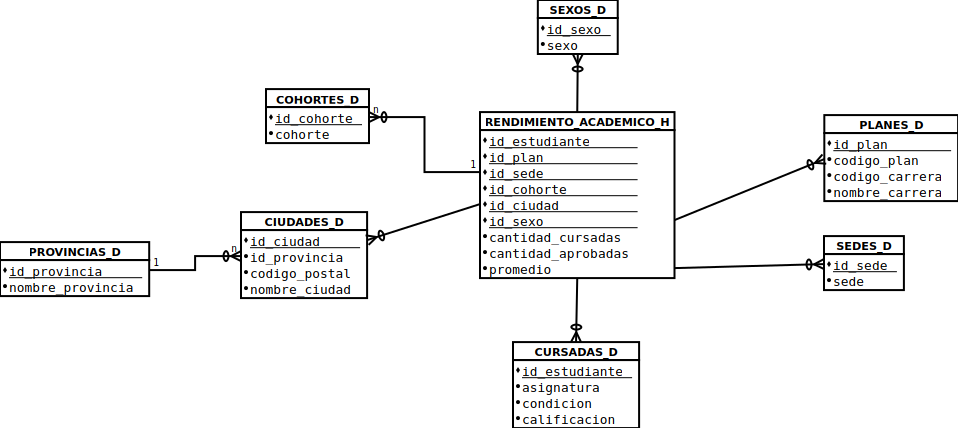 SEXOS_D
id_sexo
sexo
COHORTES_D
id_cohorte
cohorte
n
1
RENDIMIENTO_ACADEMICO_H
id_estudiante
id_plan
id_sede
id_cohorte
id_ciudad
id_sexo
cantidad_cursadas
cantidad_aprobadas
promedio
PLANES_D
id_plan
codigo_plan
codigo_carrera
nombre_carrera
PROVINCIAS_D
id_provincia
nombre_provincia
1
n
CIUDADES_D
id_ciudad
id_provincia
codigo_postal
nombre_ciudad
SEDES_D
id_sede
sede
CURSADAS_D
id_estudiante
asignatura
condicion
calificacion